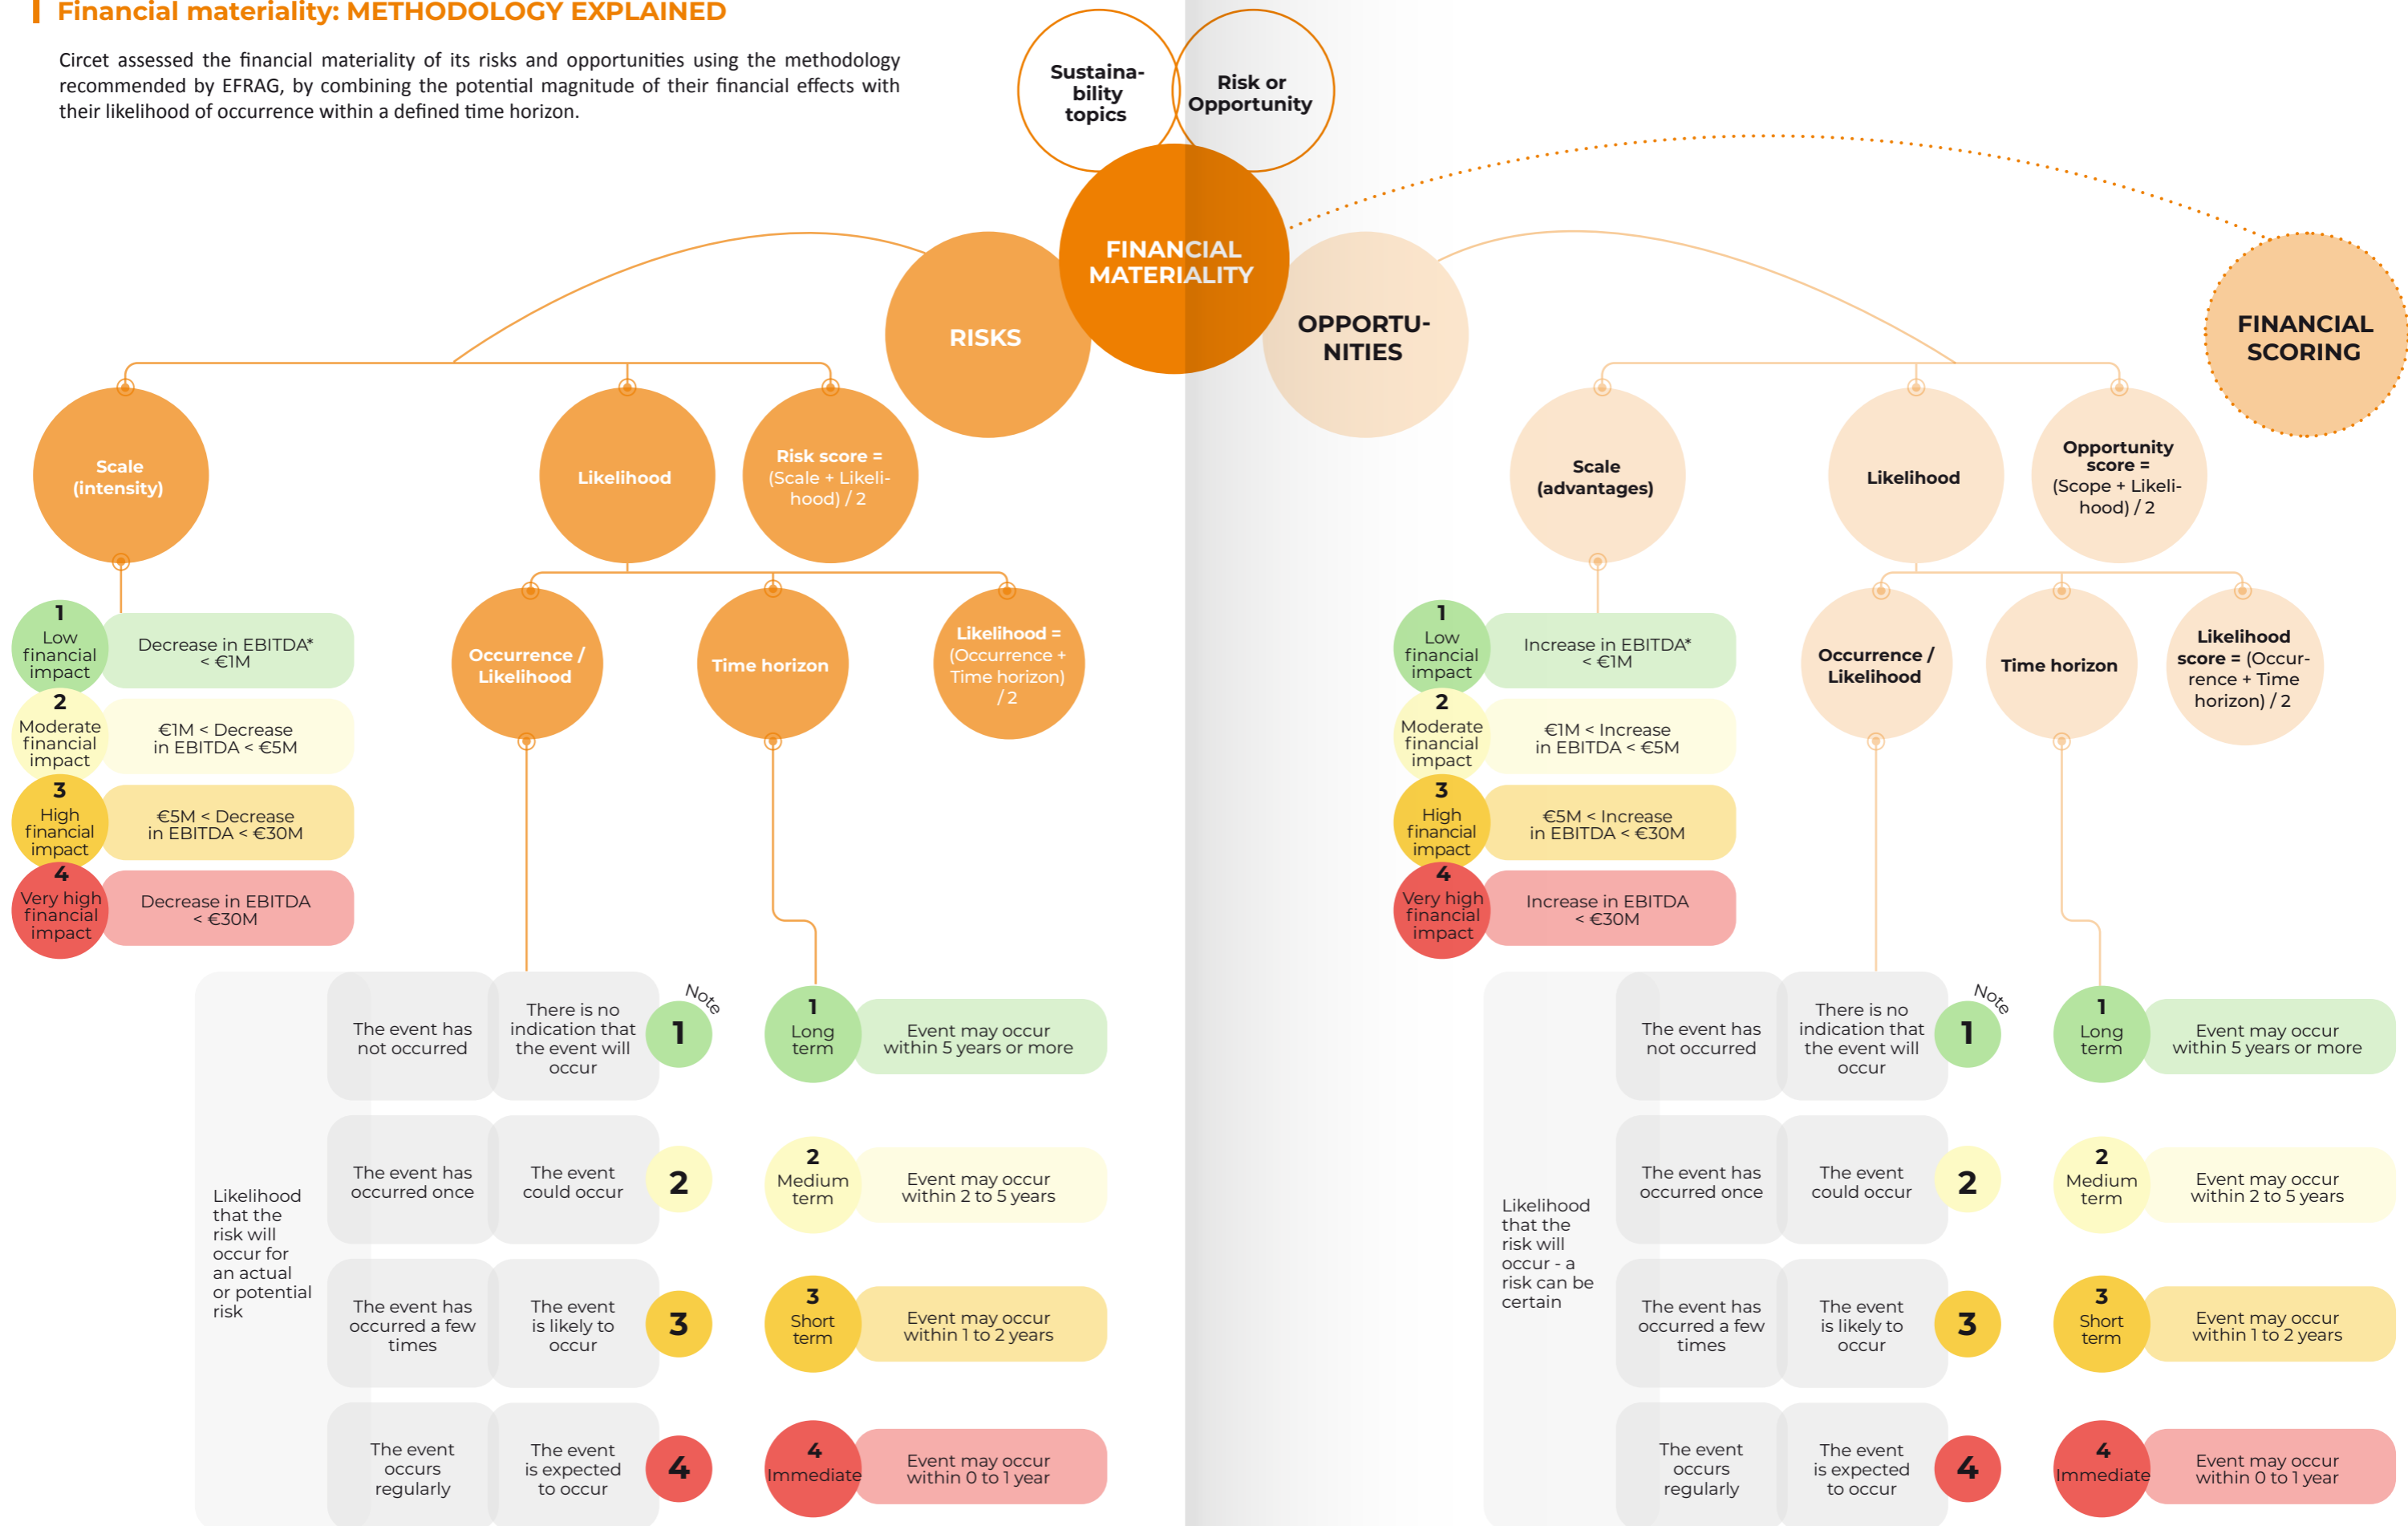 Financial materiality: METHODOLOGY EXPLAINED
Circet assessed the financial materiality of its risks and opportunities using the methodology
recommended by EFRAG, by combining the potential magnitude of their financial effects with
their likelihood of occurrence within a defined time horizon.
Sustaina-
bility
topics
Risk or
Opportunity
FINANCIAL
MATERIALITY
RISKS
OPPORTU-
NITIES
FINANCIAL
SCORING
Scale
(intensity)
Likelihood
Risk score =
(Scale + Likeli-
hood) / 2
1
Low
financial
impact
Decrease in EBITDA*
< €1M
2
Moderate
financial
impact
€1M < Decrease
in EBITDA < €5M
3
High
financial
impact
€5M < Decrease
in EBITDA < €30M
4
Very high
financial
impact
Decrease in EBITDA
< €30M
Occurrence /
Likelihood
Time horizon
Likelihood =
(Occurrence +
Time horizon)
/ 2
Likelihood
that the
risk will
occur for
an actual
or potential
risk
The event has
not occurred
There is no
indication that
the event will
occur
Note
1
The event has
occurred once
The event
could occur
2
The event has
occurred a few
times
The event
is likely to
occur
3
The event
occurs
regularly
The event
is expected
to occur
4
1
Long
term
Event may occur
within 5 years or more
2
Medium
term
Event may occur
within 2 to 5 years
3
Short
term
Event may occur
within 1 to 2 years
4
Immediate
Event may occur
within 0 to 1 year
Scale
(advantages)
Likelihood
Opportunity
score =
(Scope + Likeli-
hood) / 2
1
Low
financial
impact
Increase in EBITDA*
< €1M
2
Moderate
financial
impact
€1M < Increase
in EBITDA < €5M
3
High
financial
impact
€5M < Increase
in EBITDA < €30M
4
Very high
financial
impact
Increase in EBITDA
< €30M
Occurrence /
Likelihood
Time horizon
Likelihood
score = (Occur-
rence + Time
horizon) / 2
Likelihood
that the
risk will
occur - a
risk can be
certain
The event has
not occurred
There is no
indication that
the event will
occur
Note
1
The event has
occurred once
The event
could occur
2
The event has
occurred a few
times
The event
is likely to
occur
3
The event
occurs
regularly
The event
is expected
to occur
4
1
Long
term
Event may occur
within 5 years or more
2
Medium
term
Event may occur
within 2 to 5 years
3
Short
term
Event may occur
within 1 to 2 years
4
Immediate
Event may occur
within 0 to 1 year